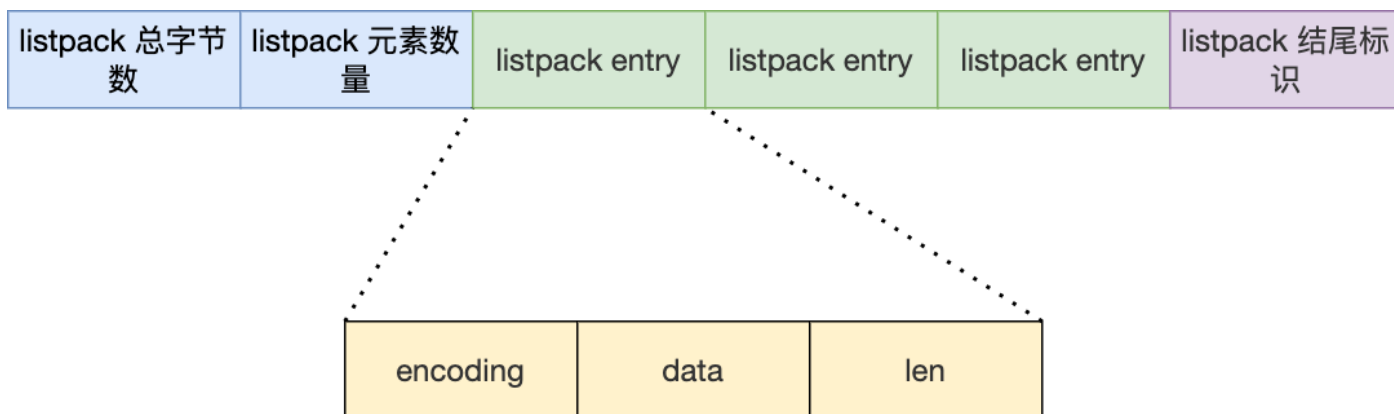 listpack 总字节
数
listpack 元素数
量
listpack entry
listpack entry
listpack entry
listpack 结尾标
识
encoding
data
len